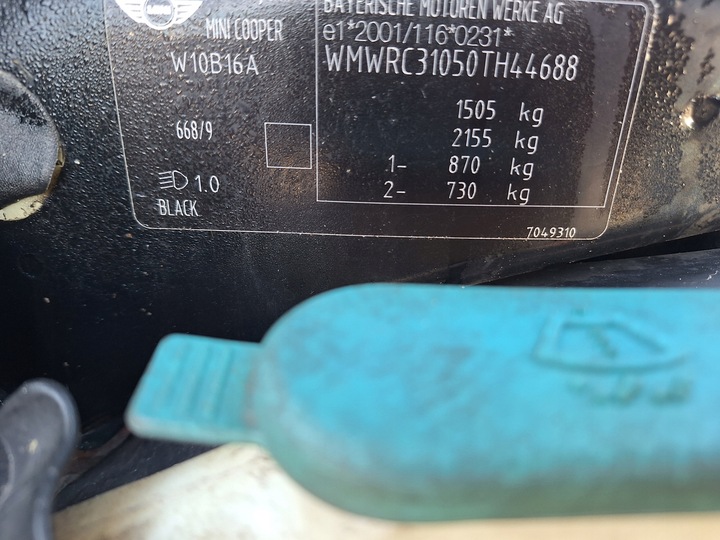 BAYERISCHE MOTOREN WERKE AG
MINI COOPER
e1*2001/116*0231*
W10B16A
WMWRC31050TH44688
1505 kg
2155 kg
668/9
1- 870 kg
2- 730 kg
1.0
BLACK
7049310